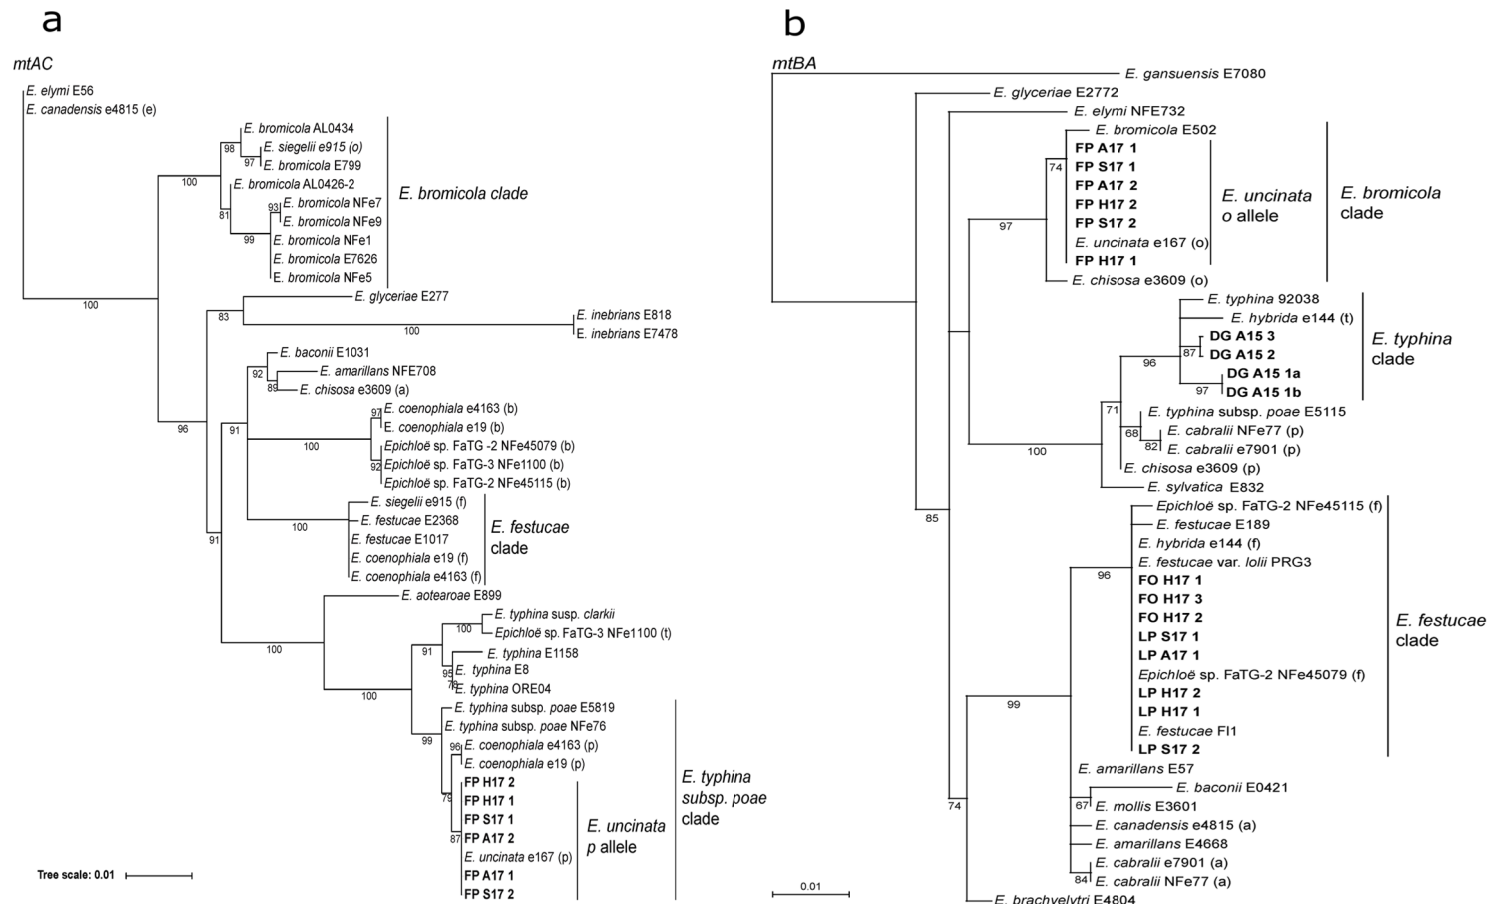 a
mtAC
E. elymi E56
E. canadensis e4815 (e)
E. bromicola AL0434
98
E. siegelii e915 (o)
97
E. bromicola E799
100
E. bromicola AL0426-2
E. bromicola clade
81
93
E. bromicola NFe7
E. bromicola NFe9
99
E. bromicola NFe1
E. bromicola E7626
E. bromicola NFe5
100
E. glyceriae E277
83
E. inebrians E818
100
E. inebrians E7478
E. baconii E1031
92
E. amarillans NFE708
89
E. chisosa e3609 (a)
96
91
97
E. coenophiala e4163 (b)
E. coenophiala e19 (b)
100
Epichloë sp. FaTG -2 NFe45079 (b)
92
Epichloë sp. FaTG-3 NFe1100 (b)
Epichloë sp. FaTG-2 NFe45115 (b)
E. siegelii e915 (f)
100
E. festucae E2368
E. festucae
clade
91
E. festucae E1017
E. coenophiala e19 (f)
E. coenophiala e4163 (f)
E. aotearoae E899
100
E. typhina susp. clarkii
100
Epichloë sp. FaTG-3 NFe1100 (t)
91
E. typhina E1158
95
E. typhina E8
78
E. typhina ORE04
100
E. typhina subsp. poae E5819
E. typhina subsp. poae NFe76
99
96
E. coenophiala e4163 (p)
E. coenophiala e19 (p)
E. typhina
subsp. poae
clade
FP H17 2
79
FP H17 1
FP S17 1
E. uncinata
p allele
87
FP A17 2
E. uncinata e167 (p)
FP A17 1
FP S17 2
Tree scale: 0.01
b
mtBA
E. gansuensis E7080
E. glyceriae E2772
E. elymi NFE732
E. bromicola E502
FP A17 1
74
FP S17 1
FP A17 2
FP H17 2
FP S17 2
E. uncinata
o allele
E. bromicola
clade
97
E. uncinata e167 (o)
FP H17 1
E. chisosa e3609 (o)
E. typhina 92038
E. hybrida e144 (t)
DG A15 3
87
DG A15 2
E. typhina
clade
96
DG A15 1a
97
DG A15 1b
71
E. typhina subsp. poae E5115
68
E. cabralii NFe77 (p)
82
E. cabralii e7901 (p)
100
E. chisosa e3609 (p)
E. sylvatica E832
85
Epichloë sp. FaTG-2 NFe45115 (f)
E. festucae E189
E. hybrida e144 (f)
E. festucae var. lolii PRG3
96
FO H17 1
FO H17 3
FO H17 2
E. festucae
clade
LP S17 1
LP A17 1
Epichloë sp. FaTG-2 NFe45079 (f)
LP H17 2
99
LP H17 1
E. festucae Fl1
LP S17 2
E. amarillans E57
E. baconii E0421
74
67
E. mollis E3601
E. canadensis e4815 (a)
E. amarillans E4668
E. cabralii e7901 (a)
84
E. cabralii NFe77 (a)
E. brachyelytri E4804
0.01